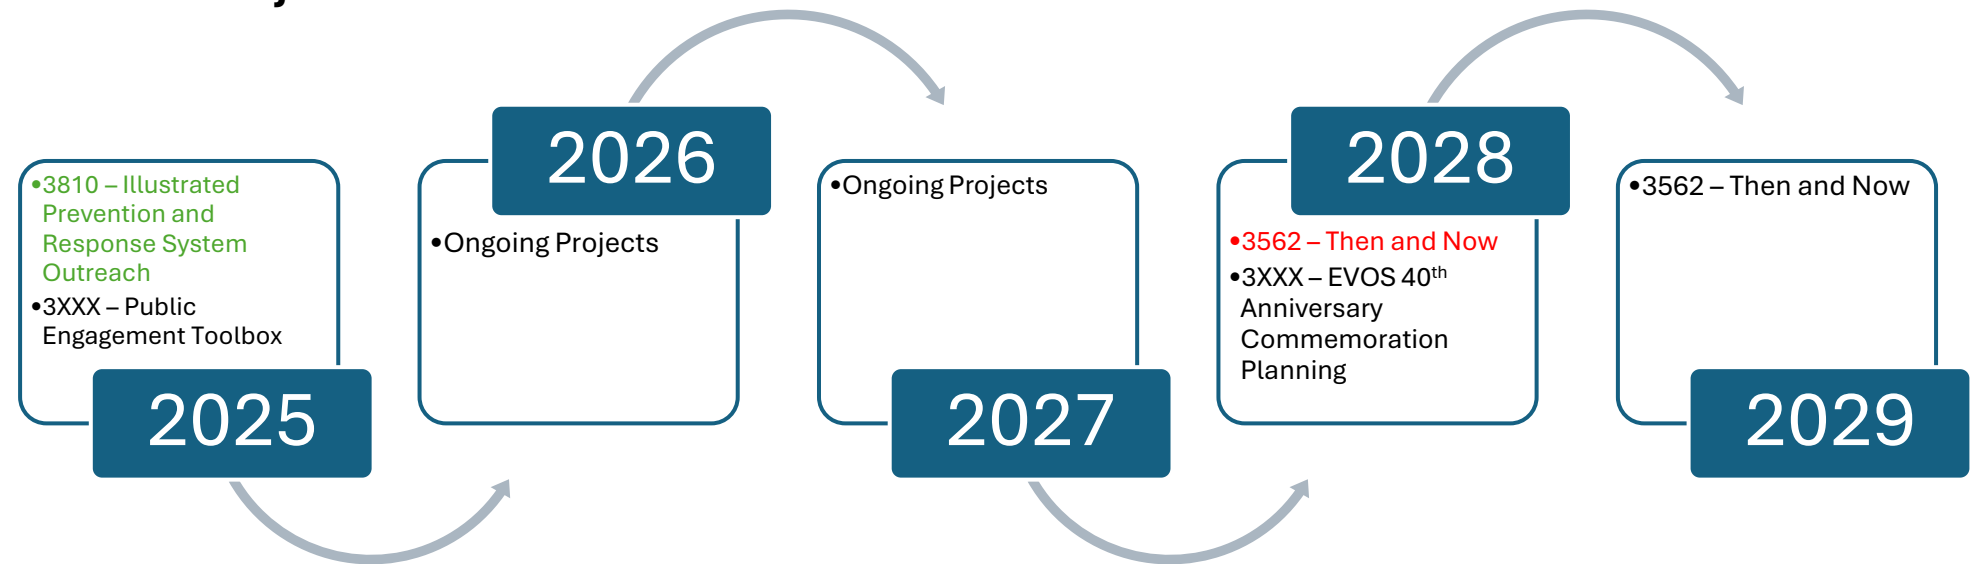 •3810 – Illustrated
Prevention and
Response System
Outreach
•3XXX – Public
Engagement Toolbox
2025
2026
•Ongoing Projects
•Ongoing Projects
2027
2028
•3562 – Then and Now
•3XXX – EVOS 40th
Anniversary
Commemoration
Planning
•3562 – Then and Now
2029